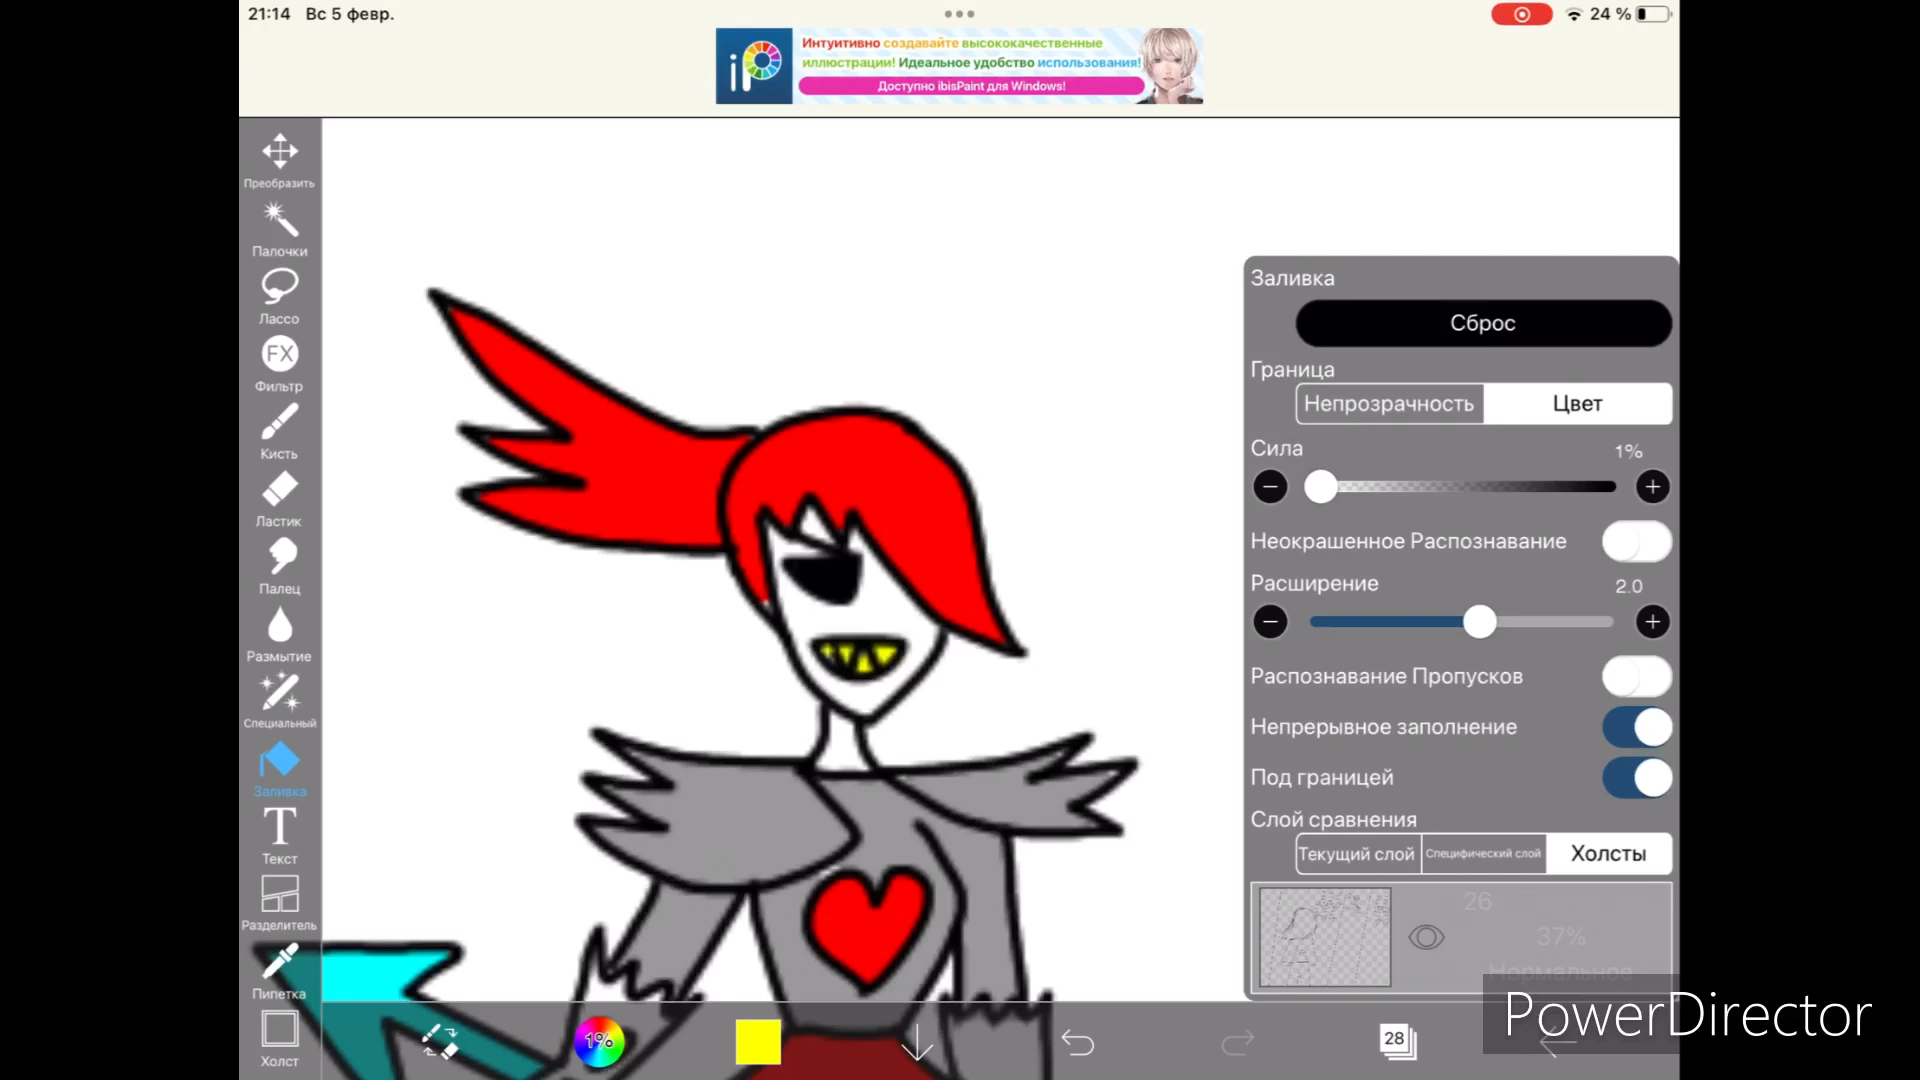 21:14 Вс 5 февр.
24 %
iP
Интуитивно создавайте высококачественные
иллюстрации! Идеальное удобство использования!
Доступно ibisPaint для Windows!
Преобразить
Палочки
Лассо
FX
Фильтр
Кисть
Ластик
Палец
Размытие
Специальный
Заливка
T
Текст
Разделитель
Пипетка
Холст
Заливка
Сброс
Граница
Непрозрачность Цвет
Сила 1%
Неокрашенное Распознавание
Расширение 2.0
Распознавание Пропусков
Непрерывное заполнение
Под границей
Слой сравнения
Текущий слой Специфический слой Холсты
26
37%
Нормальное
1%
28
PowerDirector